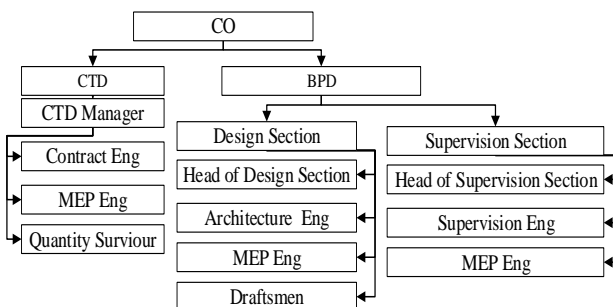 CO
CTD
BPD
CTD Manager
Contract Eng
MEP Eng
Quantity Surviour
Design Section
Head of Design Section
Architecture Eng
MEP Eng
Draftsmen
Supervision Section
Head of Supervision Section
Supervision Eng
MEP Eng